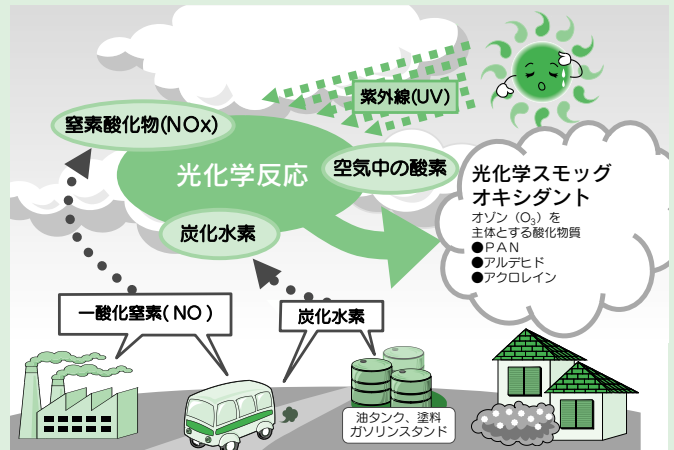 紫外線(UV)
窒素酸化物(NOx)
光化学反応
空気中の酸素
炭化水素
光化学スモッグ
オキシダント
オゾン（O₃）を
主体とする酸化物質
●PAN
●アルデヒド
●アクロレイン
一酸化窒素( NO )
炭化水素
油タンク、塗料
ガソリンスタンド